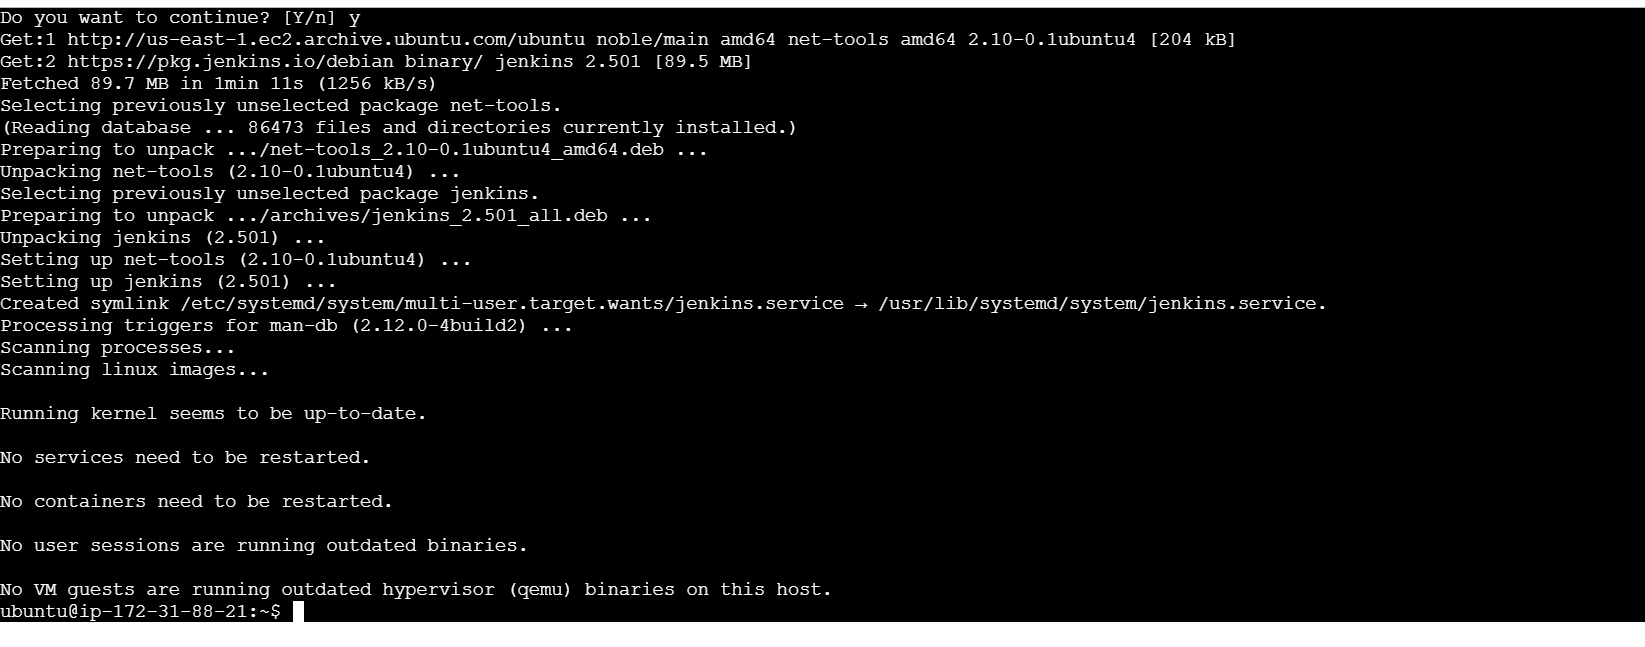 Do you want to continue? [Y/n] y
Get:1 http://us-east-1.ec2.archive.ubuntu.com/ubuntu noble/main amd64 net-tools amd64 2.10-0.1ubuntu4 [204 kB]
Get:2 https://pkg.jenkins.io/debian binary/ jenkins 2.501 [89.5 MB]
Fetched 89.7 MB in 1min 11s (1256 kB/s)
Selecting previously unselected package net-tools.
(Reading database ... 86473 files and directories currently installed.)
Preparing to unpack .../net-tools_2.10-0.1ubuntu4_amd64.deb ...
Unpacking net-tools (2.10-0.1ubuntu4) ...
Selecting previously unselected package jenkins.
Preparing to unpack .../archives/jenkins_2.501_all.deb ...
Unpacking jenkins (2.501) ...
Setting up net-tools (2.10-0.1ubuntu4) ...
Setting up jenkins (2.501) ...
Created symlink /etc/systemd/system/multi-user.target.wants/jenkins.service → /usr/lib/systemd/system/jenkins.service.
Processing triggers for man-db (2.12.0-4build2) ...
Scanning processes...
Scanning linux images...
Running kernel seems to be up-to-date.
No services need to be restarted.
No containers need to be restarted.
No user sessions are running outdated binaries.
No VM guests are running outdated hypervisor (qemu) binaries on this host.
ubuntu@ip-172-31-88-21:~$